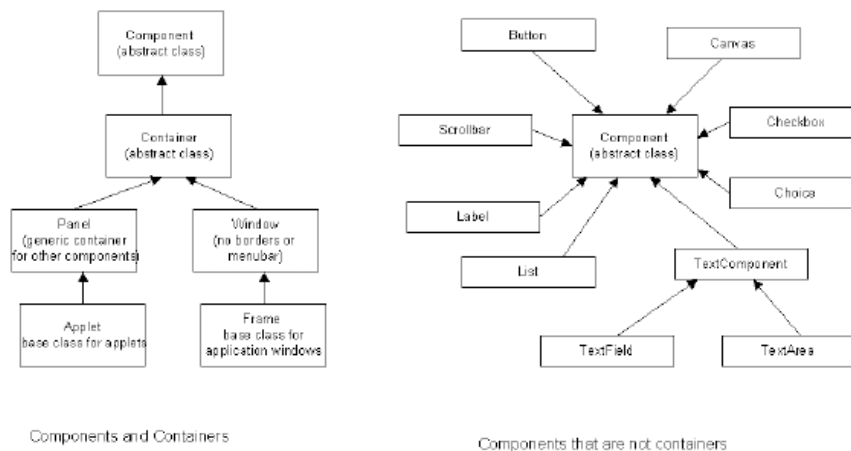 Component
(abstract class)
Container
(abstract class)
Panel
(generic container
for other components)
Window
(no borders or
menubar)
Applet
base class for applets
Frame
base class for
application windows
Components and Containers
Button
Canvas
Scrollbar
Component
(abstract class)
Checkbox
Label
Choice
List
TextComponent
TextField
TextArea
Components that are not containers